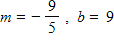 m = -9/5 , b = 9